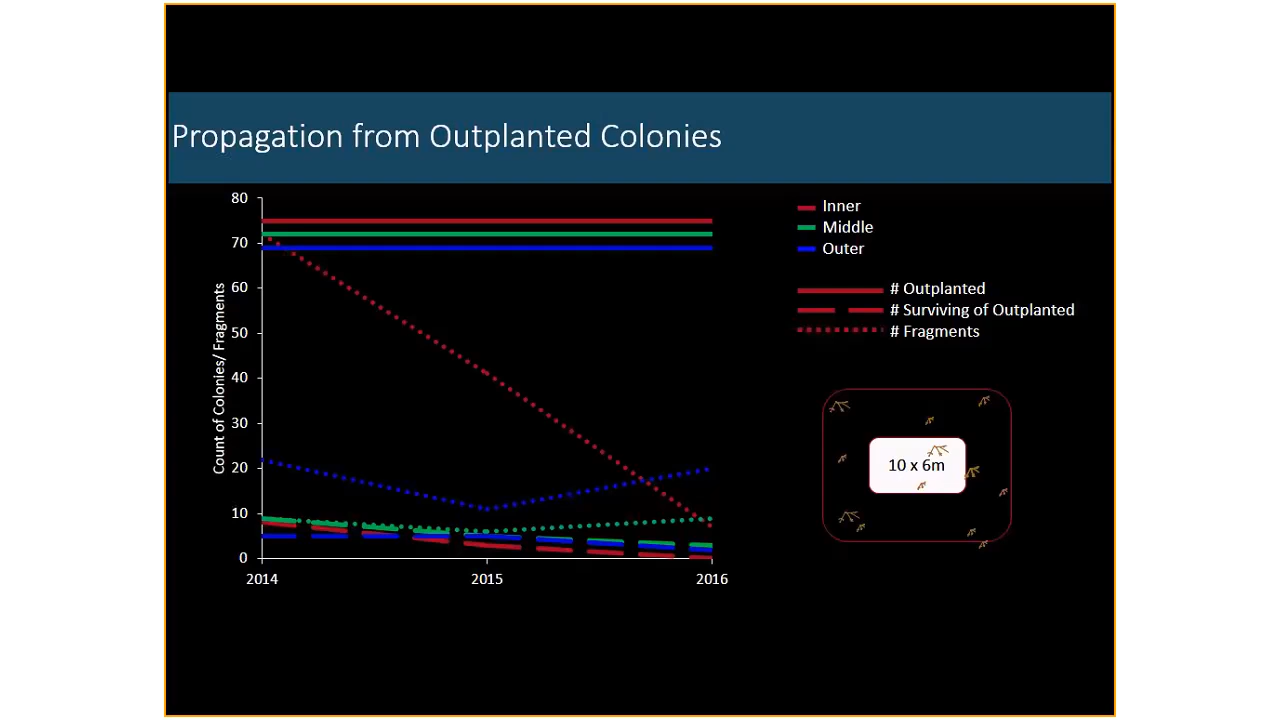 Propagation from Outplanted Colonies
80
70
60
50
40
30
20
10
0
Count of Colonies/ Fragments
2014
2015
2016
Inner
Middle
Outer
# Outplanted
# Surviving of Outplanted
# Fragments
10 x 6m